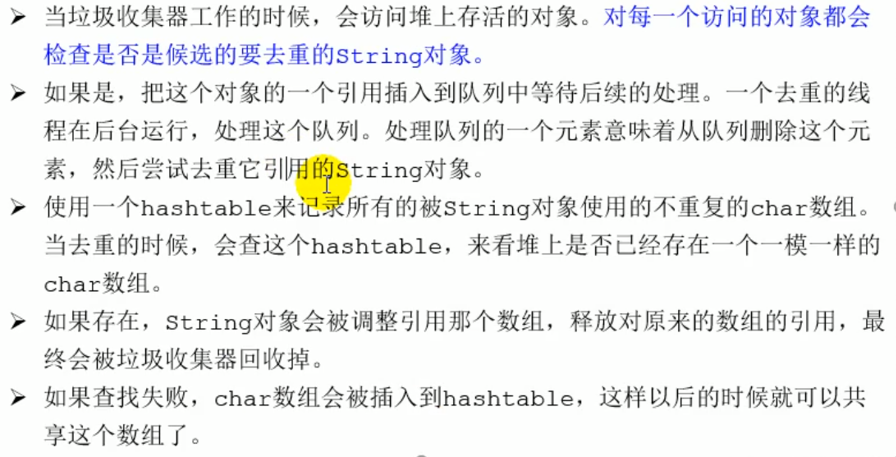 ➢ 当垃圾收集器工作的时候，会访问堆上存活的对象。对每一个访问的对象都会
检查是否是候选的要去重的String对象。
➢ 如果是，把这个对象的一个引用插入到队列中等待后续的处理。一个去重的线
程在后台运行，处理这个队列。处理队列的一个元素意味着从队列删除这个元
素，然后尝试去重它引用的String对象。
➢ 使用一个hashtable来记录所有的被String对象使用的不重复的char数组。
当去重的时候，会查这个hashtable，来看堆上是否已经存在一个一模一样的
char数组。
➢ 如果存在，String对象会被调整引用那个数组，释放对原来的数组的引用，最
终会被垃圾收集器回收掉。
➢ 如果查找失败，char数组会被插入到hashtable，这样以后的时候就可以共
享这个数组了。